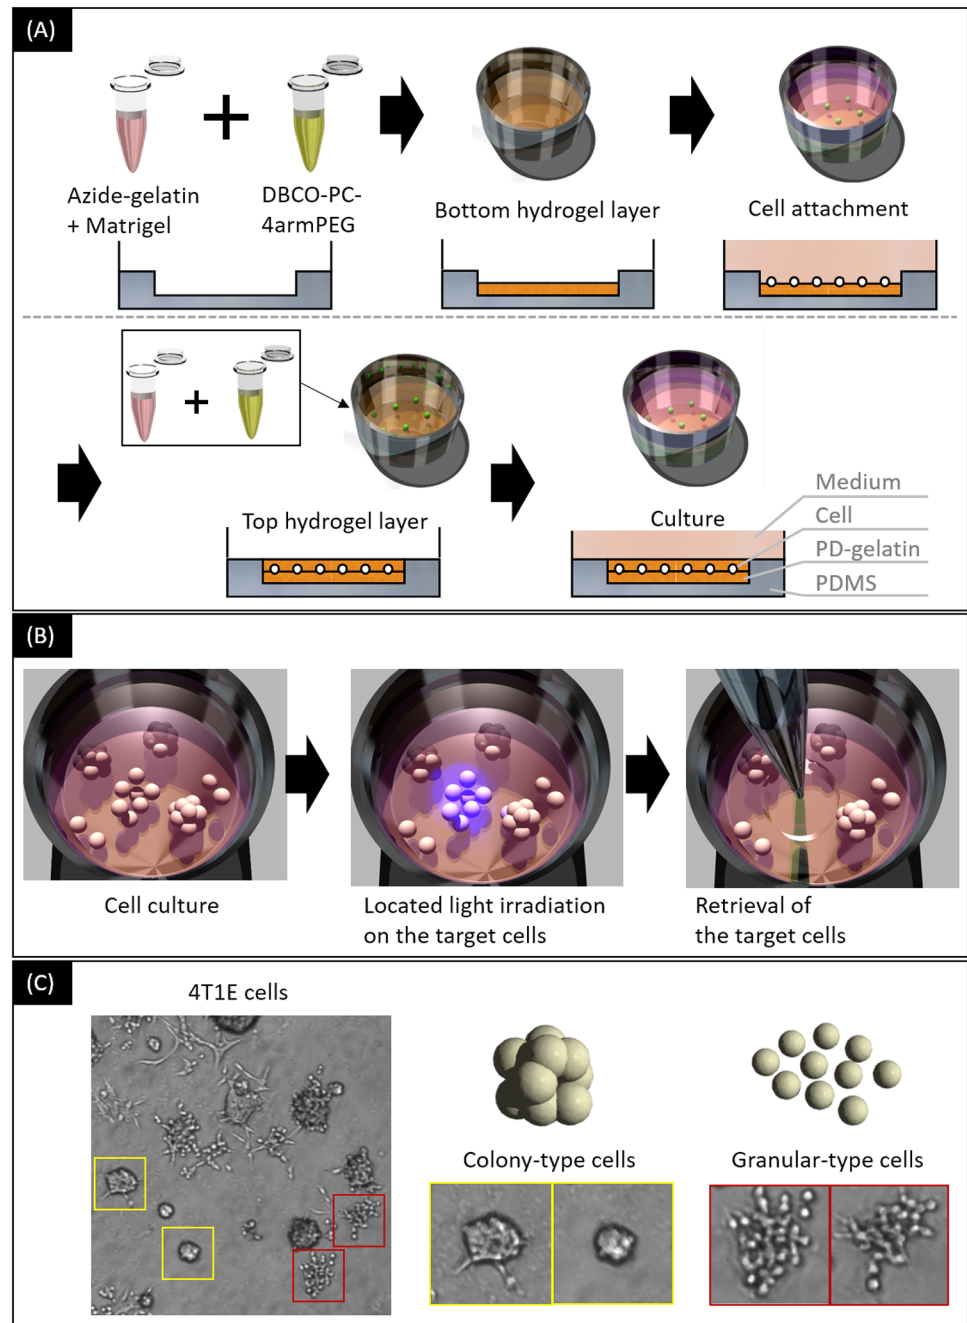 (A)
Azide-gelatin
+ Matrigel
DBCO-PC-
4armPEG
Bottom hydrogel layer
Cell attachment
Top hydrogel layer
Culture
Medium
Cell
PD-gelatin
PDMS
(B)
Cell culture
Located light irradiation
on the target cells
Retrieval of
the target cells
(C)
4T1E cells
Colony-type cells
Granular-type cells